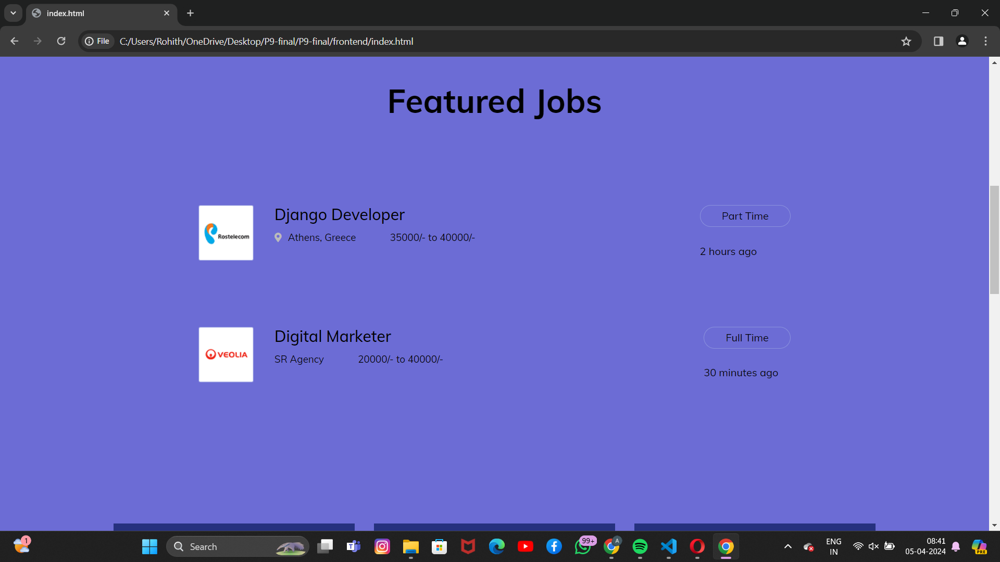 index.html
File
C:/Users/Rohith/OneDrive/Desktop/P9-final/P9-final/frontend/index.html
Featured Jobs
Rostelecom
Django Developer
Athens, Greece 35000/- to 40000/-
Part Time
2 hours ago
VEOLIA
Digital Marketer
SR Agency 20000/- to 40000/-
Full Time
30 minutes ago
1
Search
T
99+
A
PRE
ENG
IN
08:41
05-04-2024